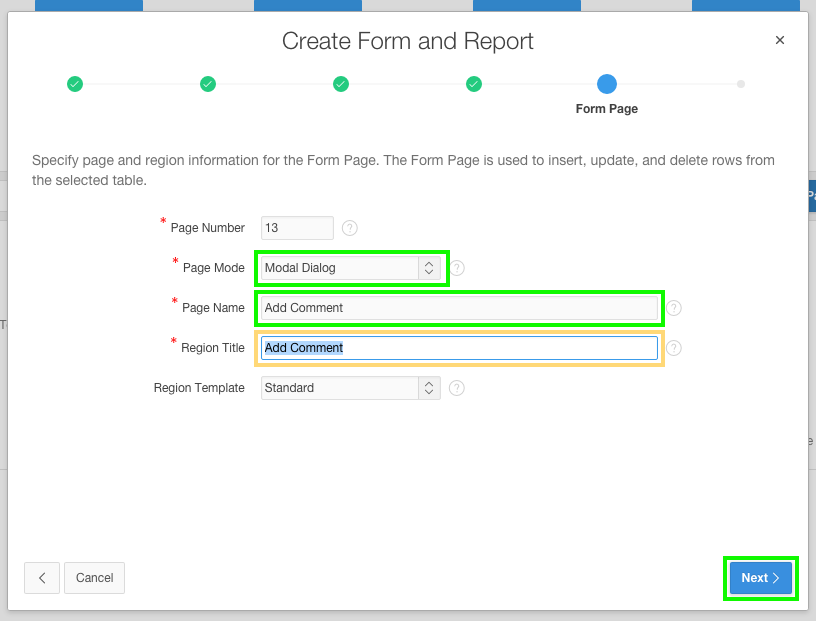 Create Form and Report
Form Page
Specify page and region information for the Form Page. The Form Page is used to insert, update, and delete rows from
the selected table.
* Page Number 13 ?
* Page Mode Modal Dialog ?
* Page Name Add Comment ?
* Region Title Add Comment ?
Region Template Standard ?
Cancel
Next